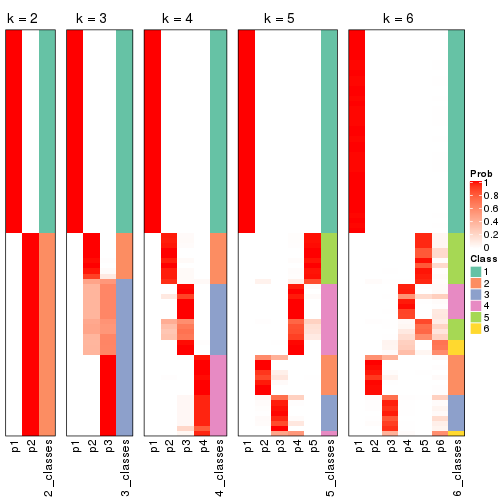 k = 2
k = 3
k = 4
k = 5
k = 6
p1
p2
2_classes
p1
p2
p3
3_classes
p1
p2
p3
p4
4_classes
p1
p2
p3
p4
p5
5_classes
p1
p2
p3
p4
p5
p6
6_classes
Prob
1
0.8
0.6
0.4
0.2
0
Class
1
2
3
4
5
6